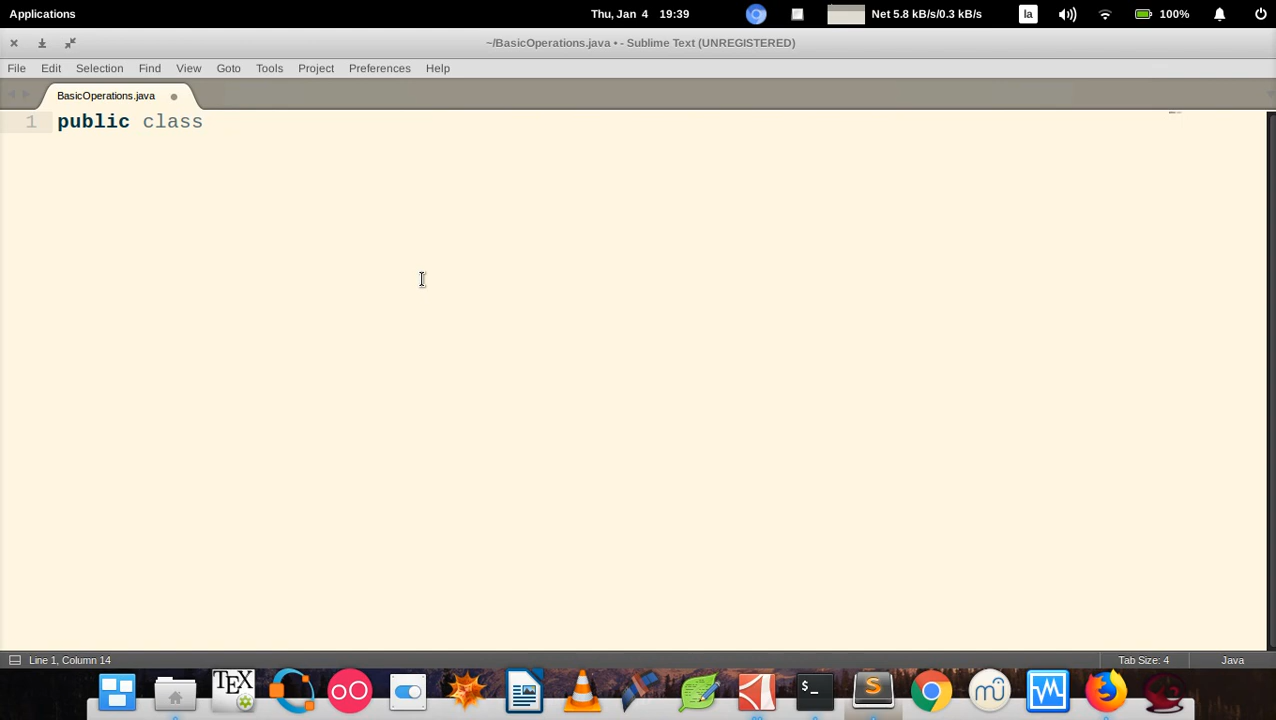 Applications
Thu, Jan 4 19:39
Net 5.8 kB/s/0.3 kB/s
la
100%
~/BasicOperations.java • - Sublime Text (UNREGISTERED)
File Edit Selection Find View Goto Tools Project Preferences Help
BasicOperations.java
1 public class
Line 1, Column 14
Tab Size: 4
Java
TEX
>_
S
mu